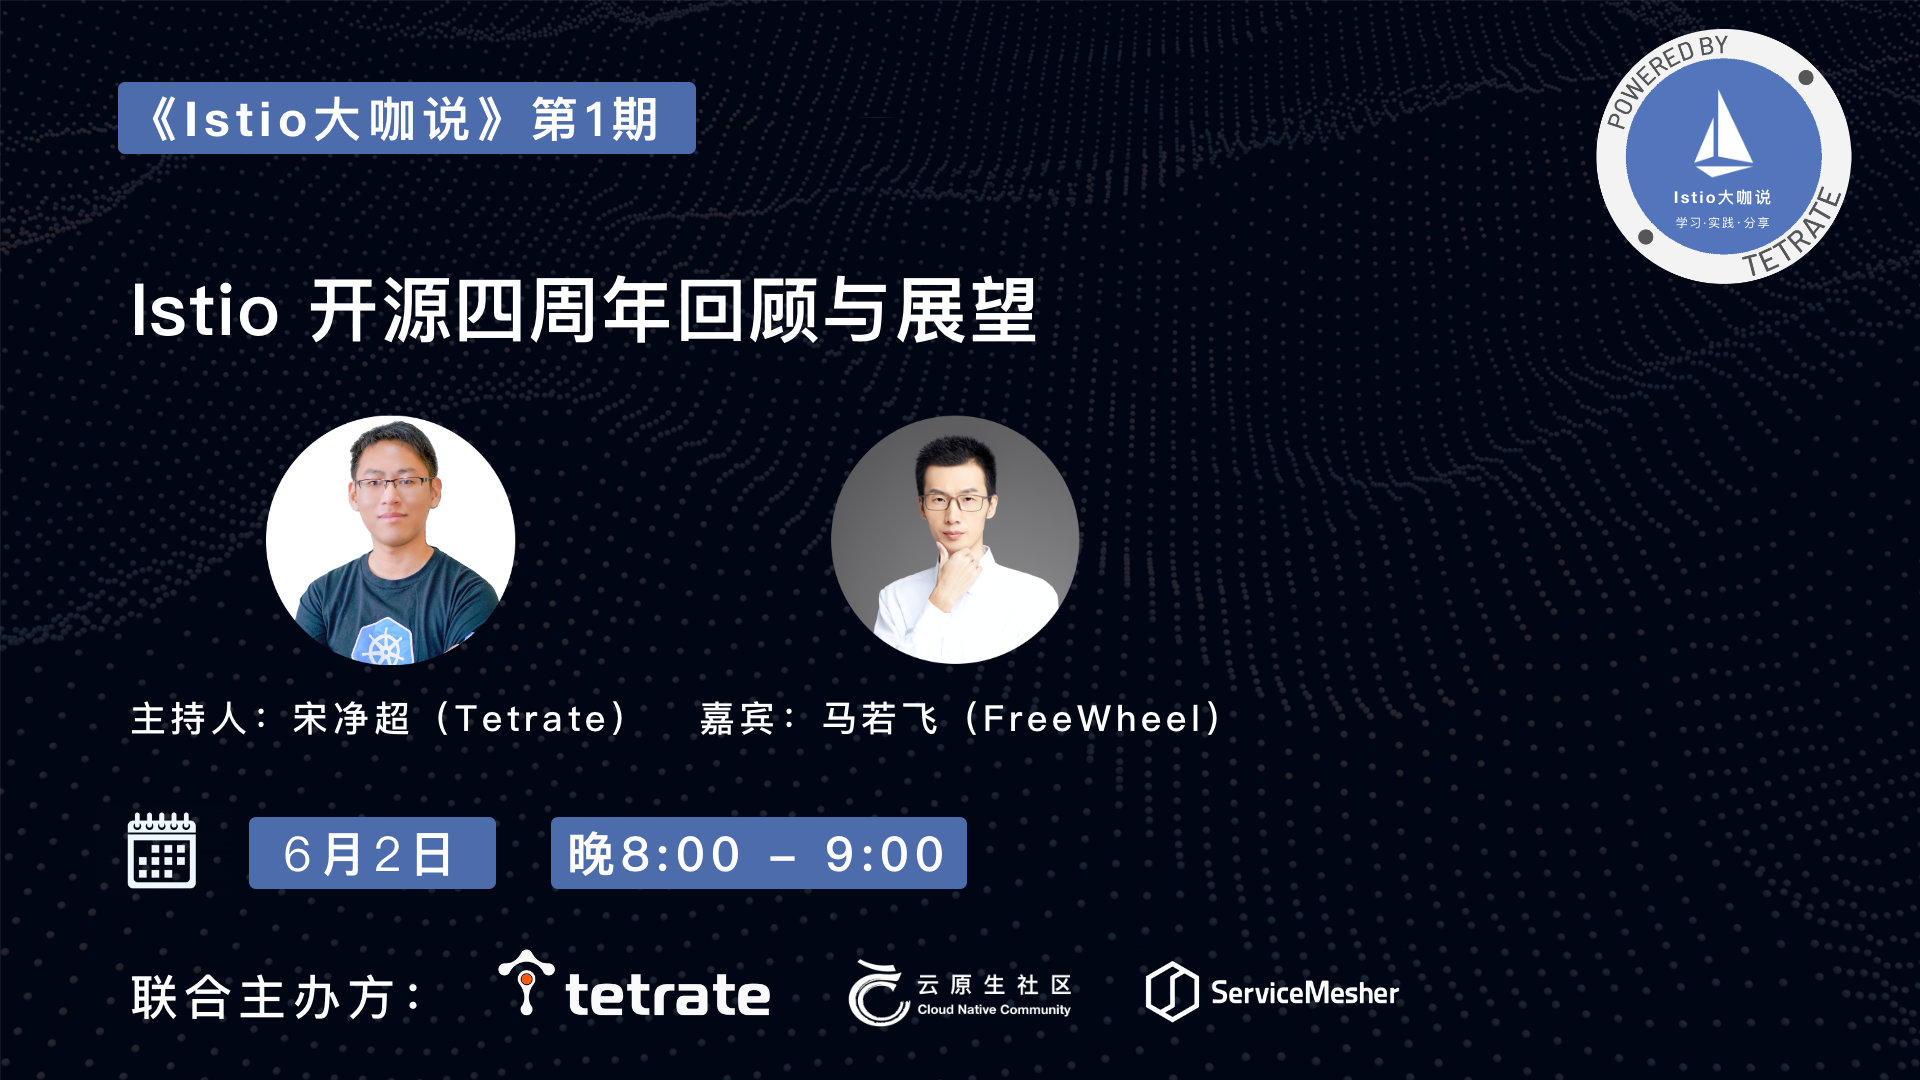 《Istio大咖说》第1期
POWERED BY
TETRATE
Istio大咖说
学习·实践·分享
Istio 开源四周年回顾与展望
主持人：宋净超（Tetrate）
嘉宾：马若飞（FreeWheel）
6月2日
晚8:00 – 9:00
联合主办方：
tetrate
云原生社区
Cloud Native Community
ServiceMesher